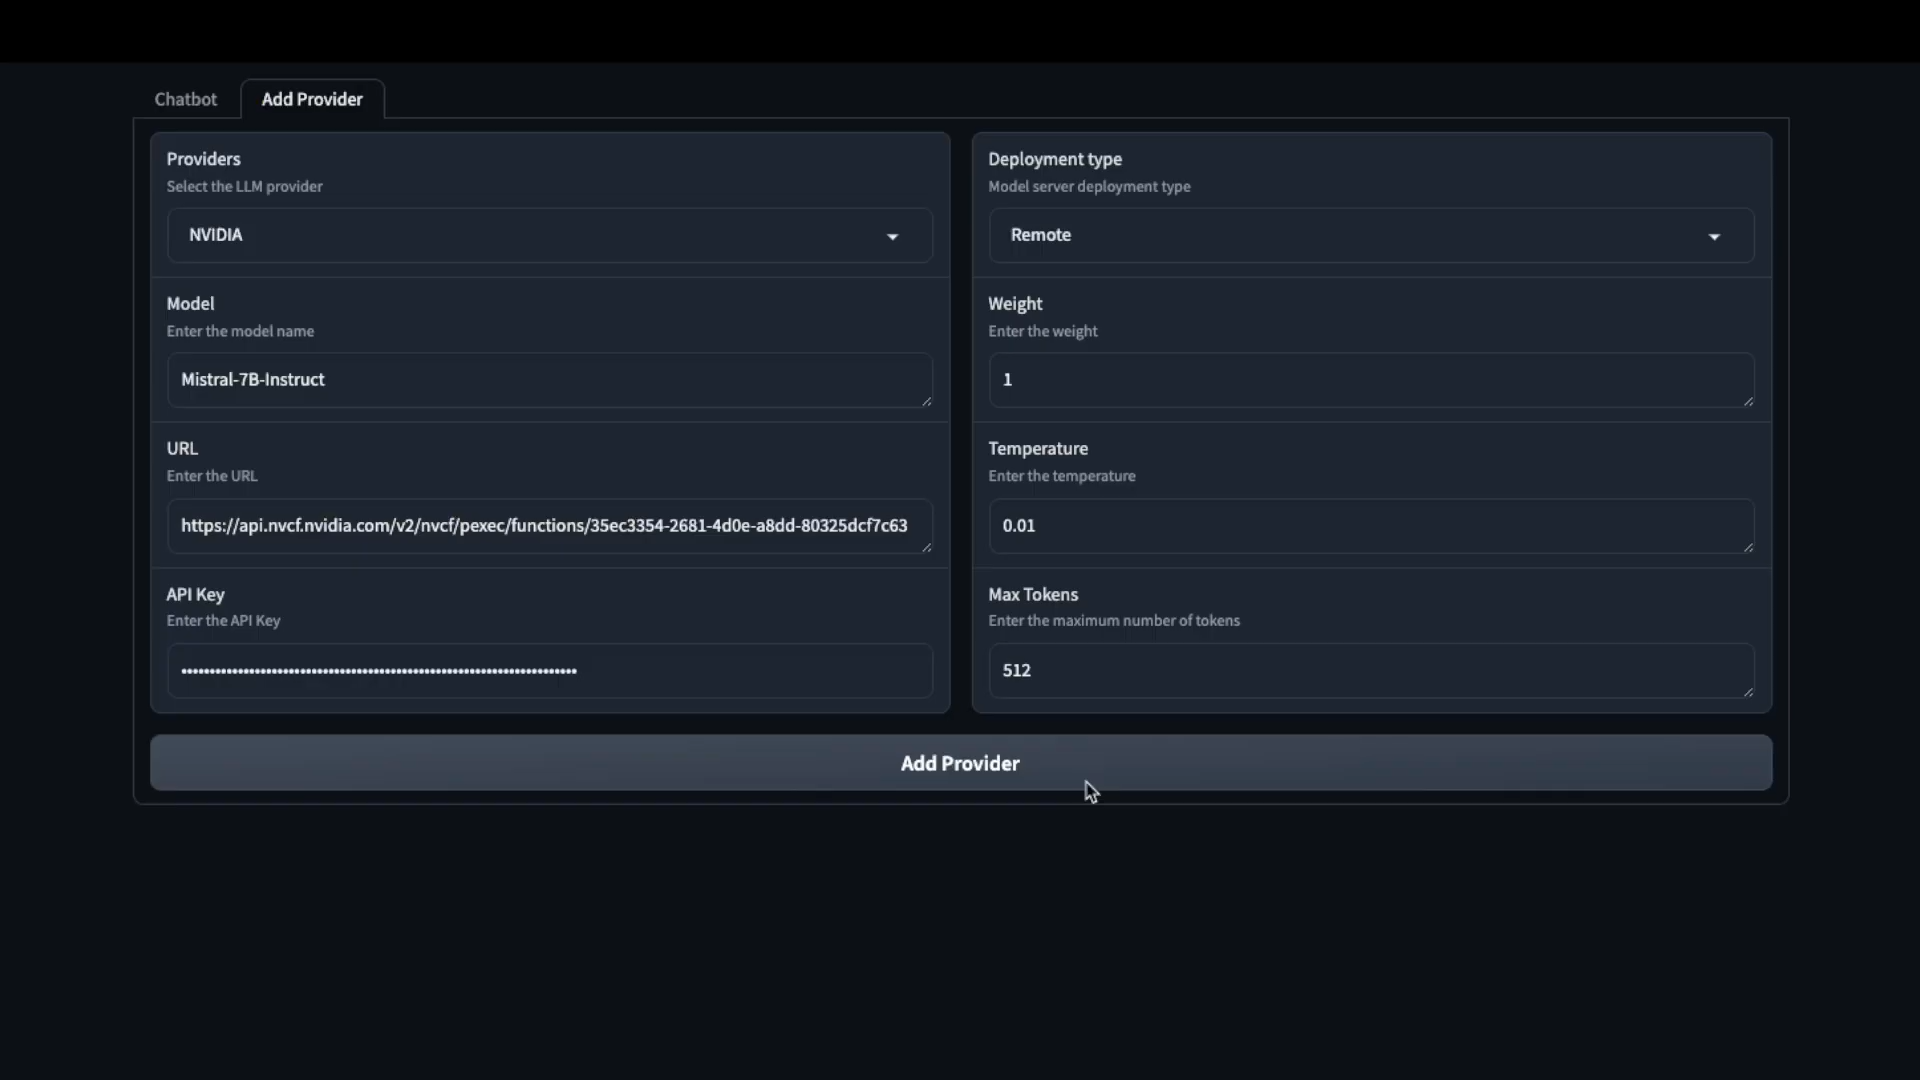 Chatbot
Add Provider
Providers
Select the LLM provider
NVIDIA
Model
Enter the model name
Mistral-7B-Instruct
URL
Enter the URL
https://api.nvcf.nvidia.com/v2/nvcf/pexec/functions/35ec3354-2681-4d0e-a8dd-80325dcf7c63
API Key
Enter the API Key
Deployment type
Model server deployment type
Remote
Weight
Enter the weight
1
Temperature
Enter the temperature
0.01
Max Tokens
Enter the maximum number of tokens
512
Add Provider